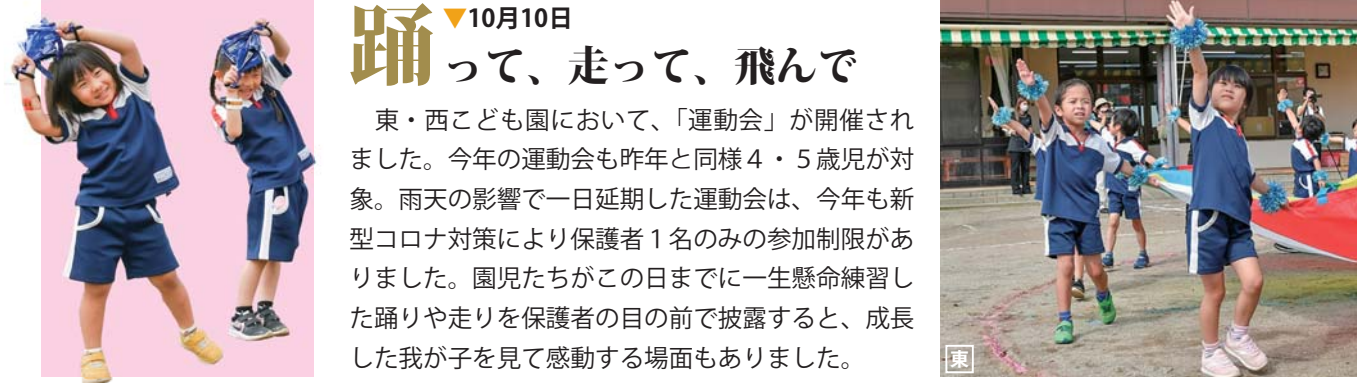 ▼10月10日
踊って、走って、飛んで
東・西こども園において、「運動会」が開催され
ました。今年の運動会も昨年と同様４・５歳児が対
象。雨天の影響で一日延期した運動会は、今年も新
型コロナ対策により保護者１名のみの参加制限があ
りました。園児たちがこの日までに一生懸命練習し
た踊りや走りを保護者の目の前で披露すると、成長
した我が子を見て感動する場面もありました。
東